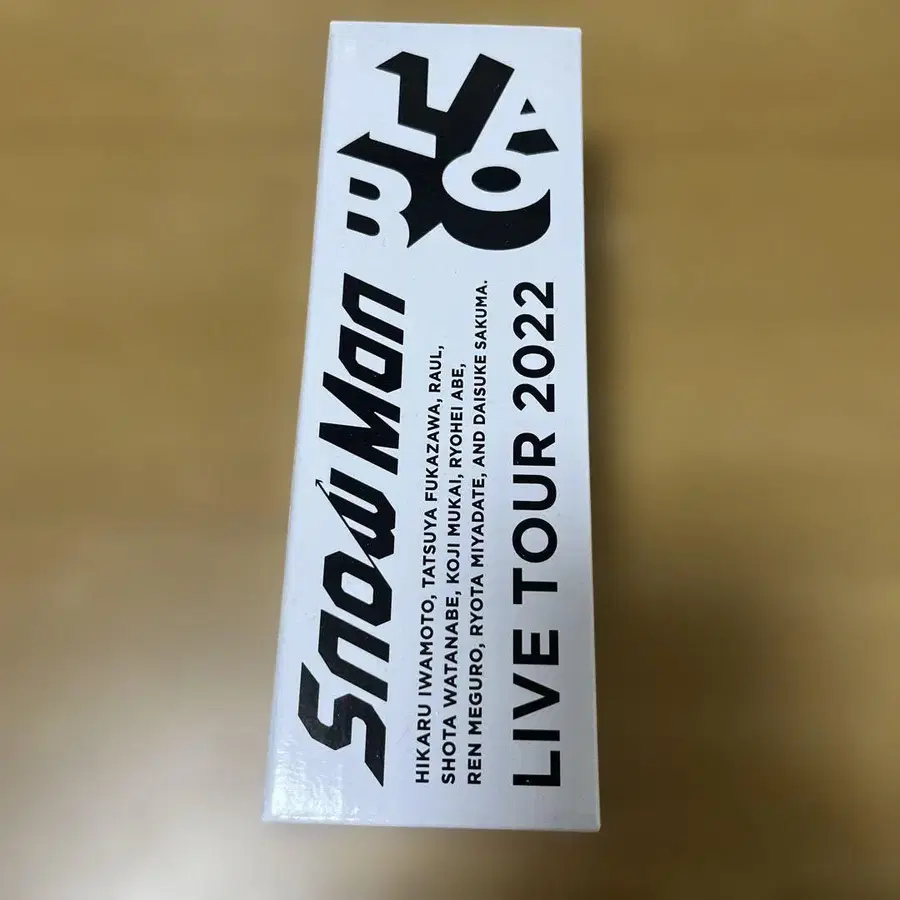 Snow Man
HIKARU IWAMOTO, TATSUYA FUKAZAWA, RAUL,
SHOTA WATANABE, KOJI MUKAI, RYOHEI ABE,
REN MEGURO, RYOTA MIYADATE, AND DAISUKE SAKUMA.
LIVE TOUR 2022